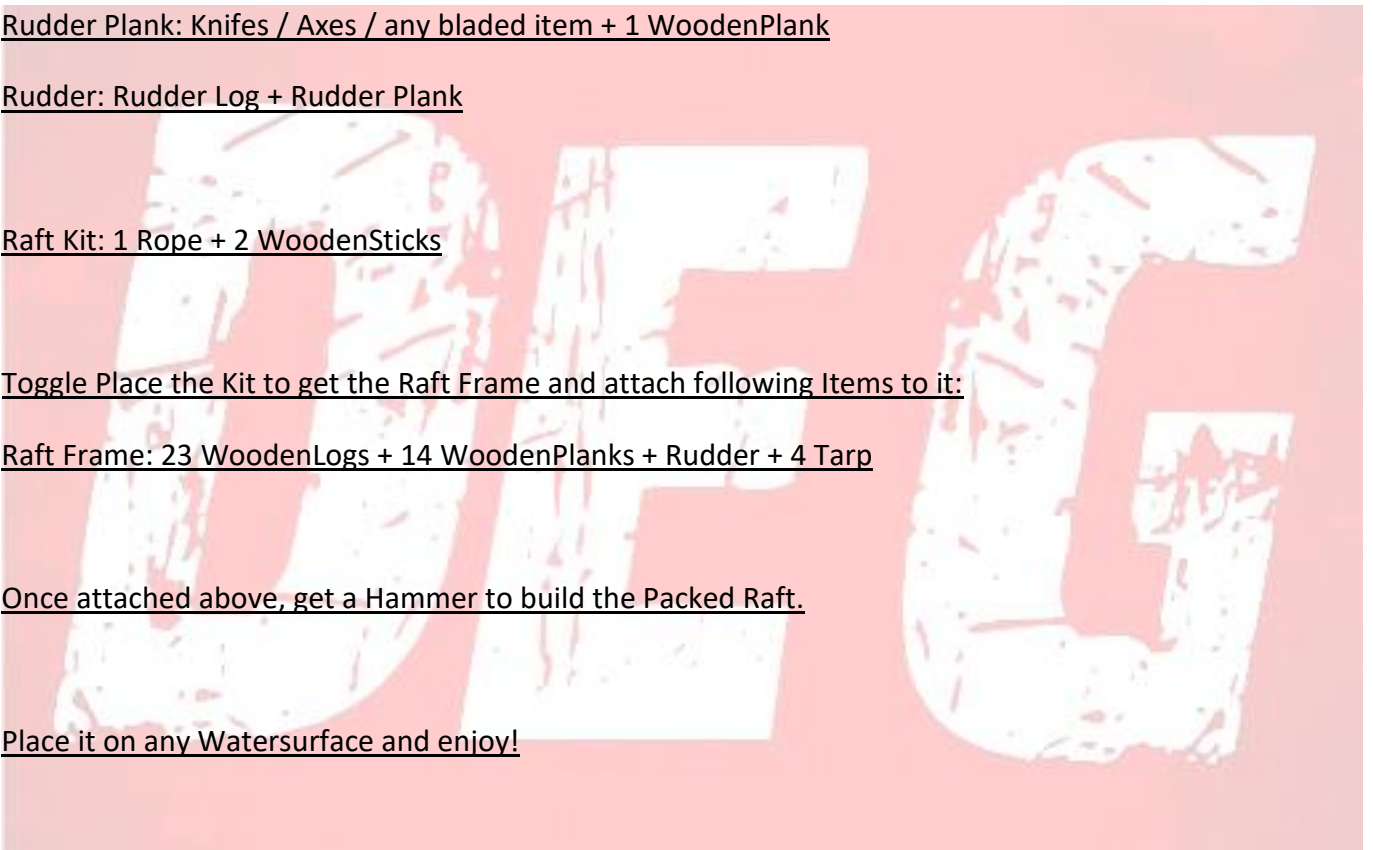 Rudder Plank: Knifes / Axes / any bladed item + 1 WoodenPlank
Rudder: Rudder Log + Rudder Plank
Raft Kit: 1 Rope + 2 WoodenSticks
Toggle Place the Kit to get the Raft Frame and attach following Items to it:
Raft Frame: 23 WoodenLogs + 14 WoodenPlanks + Rudder + 4 Tarp
Once attached above, get a Hammer to build the Packed Raft.
Place it on any Watersurface and enjoy!
DEG